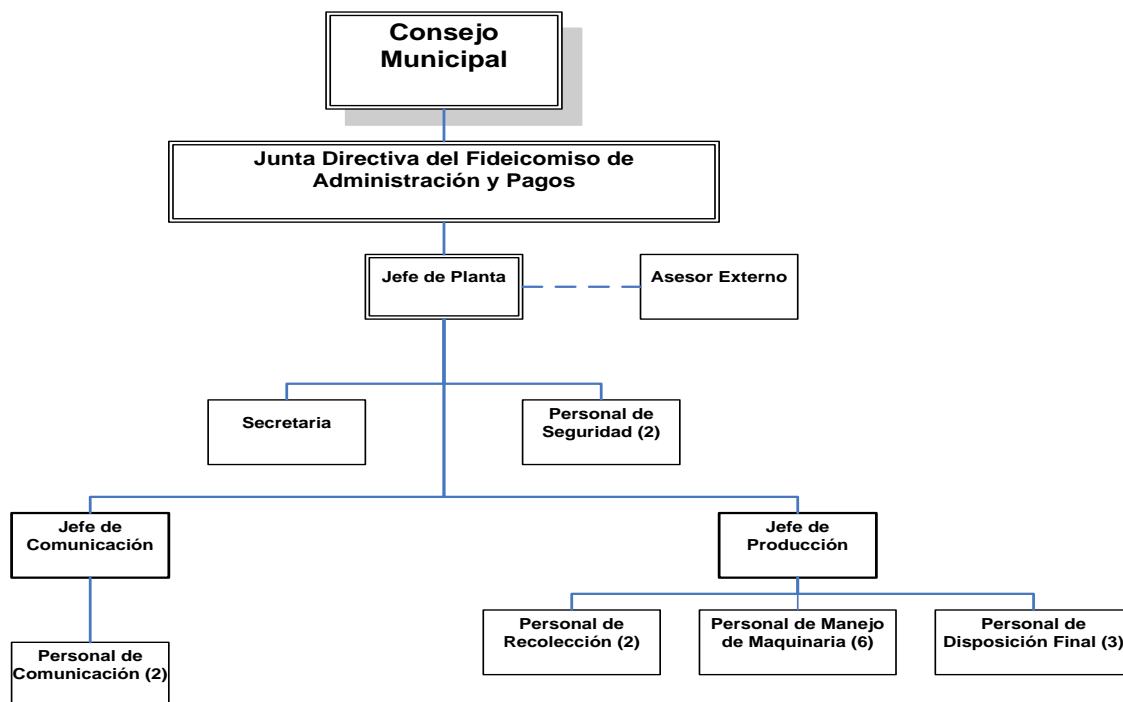 Consejo
Municipal
Junta Directiva del Fideicomiso de
Administración y Pagos
Jefe de Planta
Asesor Externo
Secretaria
Personal de
Seguridad (2)
Jefe de
Comunicación
Jefe de
Producción
Personal de
Comunicación (2)
Personal de
Recolección (2)
Personal de Manejo
de Maquinaria (6)
Personal de
Disposición Final (3)